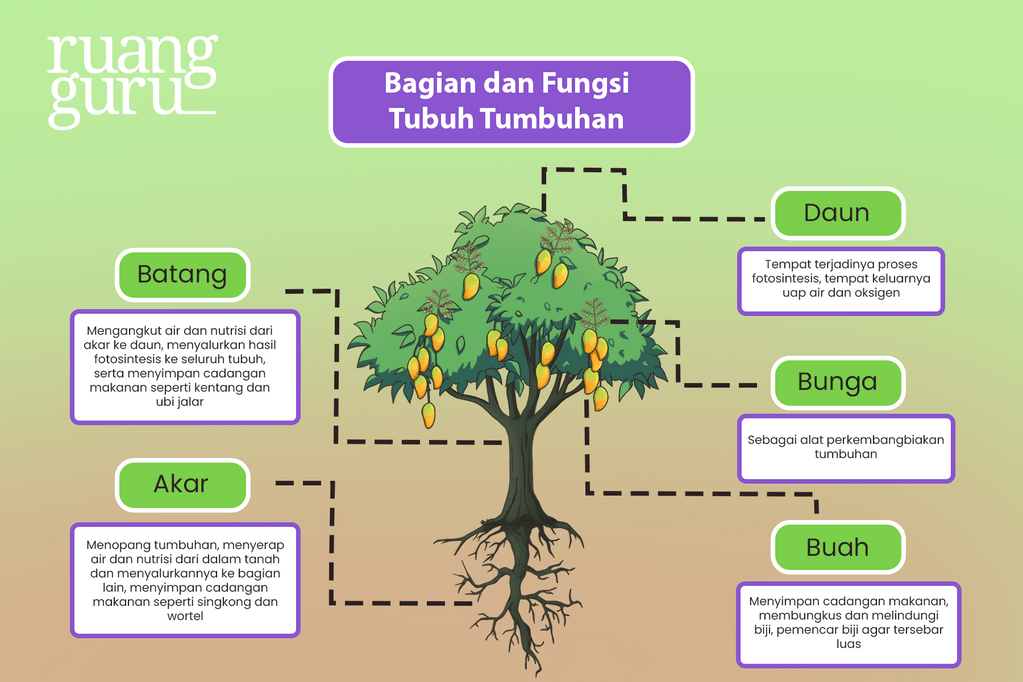 ruang
guru
Bagian dan Fungsi
Tubuh Tumbuhan
Daun
Tempat terjadinya proses
fotosintesis, tempat keluarnya
uap air dan oksigen
Batang
Mengangkut air dan nutrisi dari
akar ke daun, menyalurkan hasil
fotosintesis ke seluruh tubuh,
serta menyimpan cadangan
makanan seperti kentang dan
ubi jalar
Bunga
Sebagai alat perkembangbiakan
tumbuhan
Akar
Menopang tumbuhan, menyerap
air dan nutrisi dari dalam tanah
dan menyalurkannya ke bagian
lain, menyimpan cadangan
makanan seperti singkong dan
wortel
Buah
Menyimpan cadangan makanan,
membungkus dan melindungi
biji, pemencar biji agar tersebar
luas